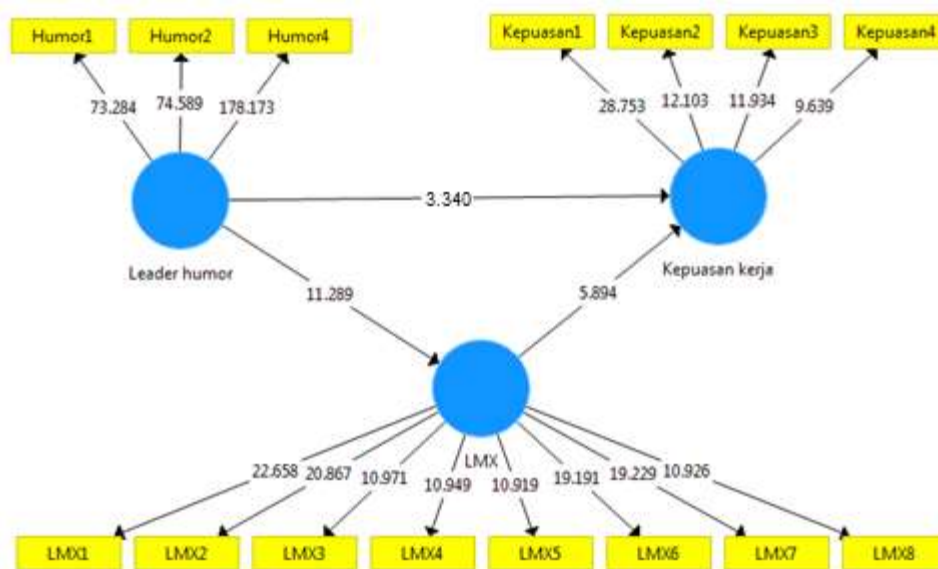 Humor1
Humor2
Humor4
Kepuasan1
Kepuasan2
Kepuasan3
Kepuasan4
73.284
74.589
178.173
28.753
12.103
11.934
9.639
3.340
Leader humor
Kepuasan kerja
11.289
5.894
LMX
22.658
20.867
10.971
10.949
10.919
19.191
19.229
10.926
LMX1
LMX2
LMX3
LMX4
LMX5
LMX6
LMX7
LMX8